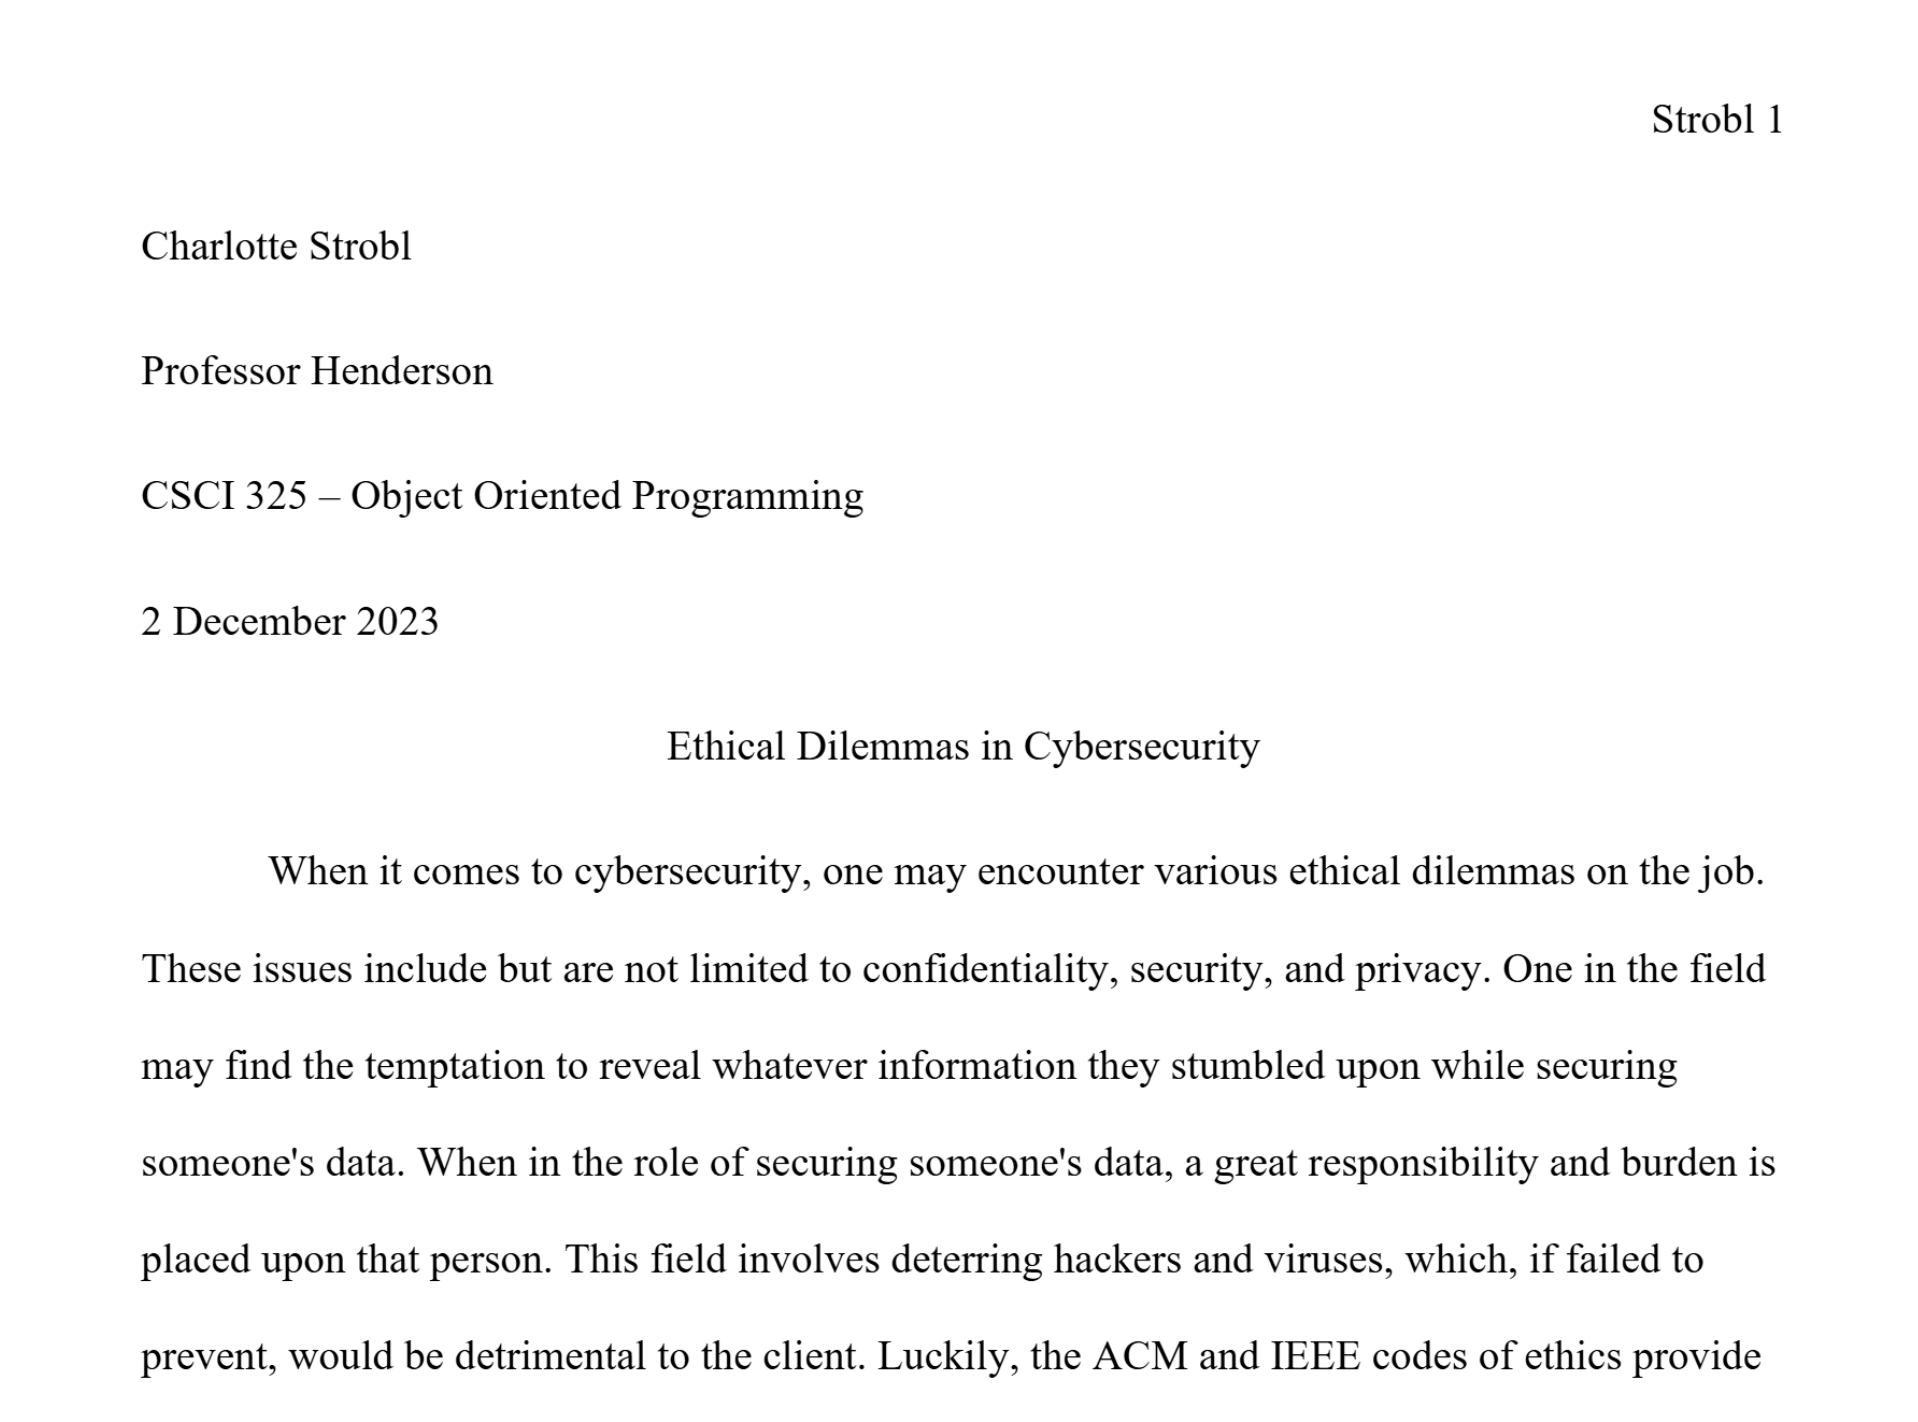 Strobl 1
Charlotte Strobl
Professor Henderson
CSCI 325 – Object Oriented Programming
2 December 2023
Ethical Dilemmas in Cybersecurity
When it comes to cybersecurity, one may encounter various ethical dilemmas on the job.
These issues include but are not limited to confidentiality, security, and privacy. One in the field
may find the temptation to reveal whatever information they stumbled upon while securing
someone's data. When in the role of securing someone's data, a great responsibility and burden is
placed upon that person. This field involves deterring hackers and viruses, which, if failed to
prevent, would be detrimental to the client. Luckily, the ACM and IEEE codes of ethics provide